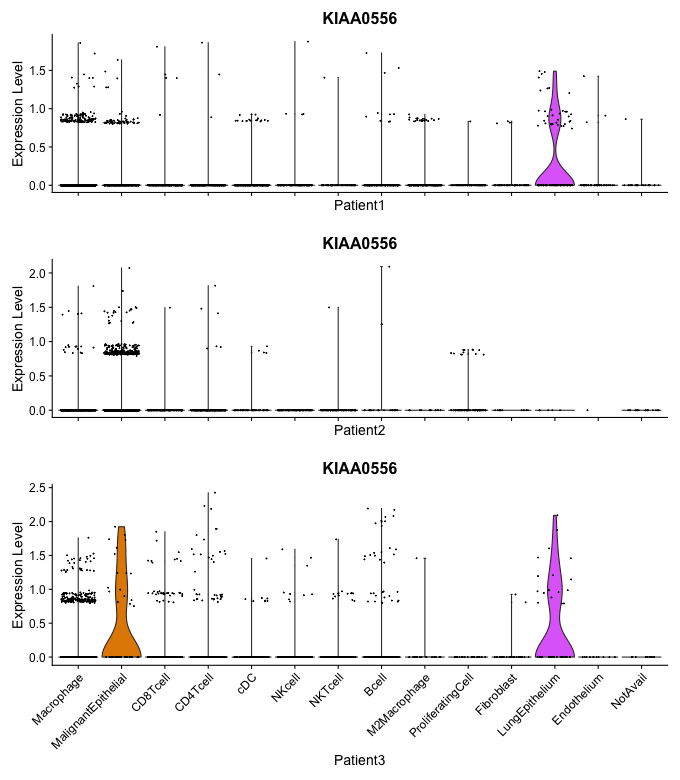 KIAA0556
Expression Level
1.5
1.0
0.5
0.0
Patient1
KIAA0556
Expression Level
2.0
1.5
1.0
0.5
0.0
Patient2
KIAA0556
Expression Level
2.5
2.0
1.5
1.0
0.5
0.0
Macrophage
MalignantEpithelial
CD8Tcell
CD4Tcell
cDC
NKcell
NKTcell
Bcell
M2Macrophage
ProliferatingCell
Fibroblast
LungEpithelium
Endothelium
NotAvail
Patient3